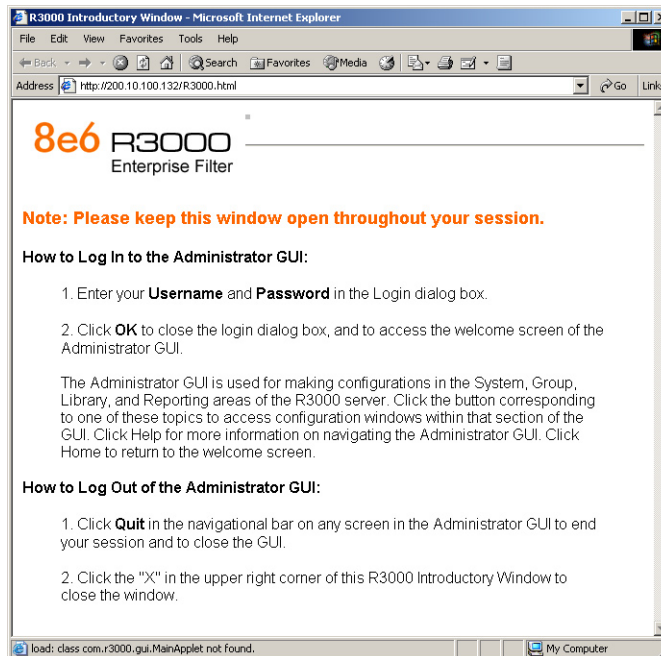 R3000 Introductory Window - Microsoft Internet Explorer
File Edit View Favorites Tools Help
Back Search Favorites Media
Address http://200.10.100.132/R3000.html Go Link
8e6 R3000
Enterprise Filter
Note: Please keep this window open throughout your session.
How to Log In to the Administrator GUI:
1. Enter your Username and Password in the Login dialog box.
2. Click OK to close the login dialog box, and to access the welcome screen of the
Administrator GUI.
The Administrator GUI is used for making configurations in the System, Group,
Library, and Reporting areas of the R3000 server. Click the button corresponding
to one of these topics to access configuration windows within that section of the
GUI. Click Help for more information on navigating the Administrator GUI. Click
Home to return to the welcome screen.
How to Log Out of the Administrator GUI:
1. Click Quit in the navigational bar on any screen in the Administrator GUI to end
your session and to close the GUI.
2. Click the "X" in the upper right corner of this R3000 Introductory Window to
close the window.
load: class com.r3000.gui.MainApplet not found. My Computer